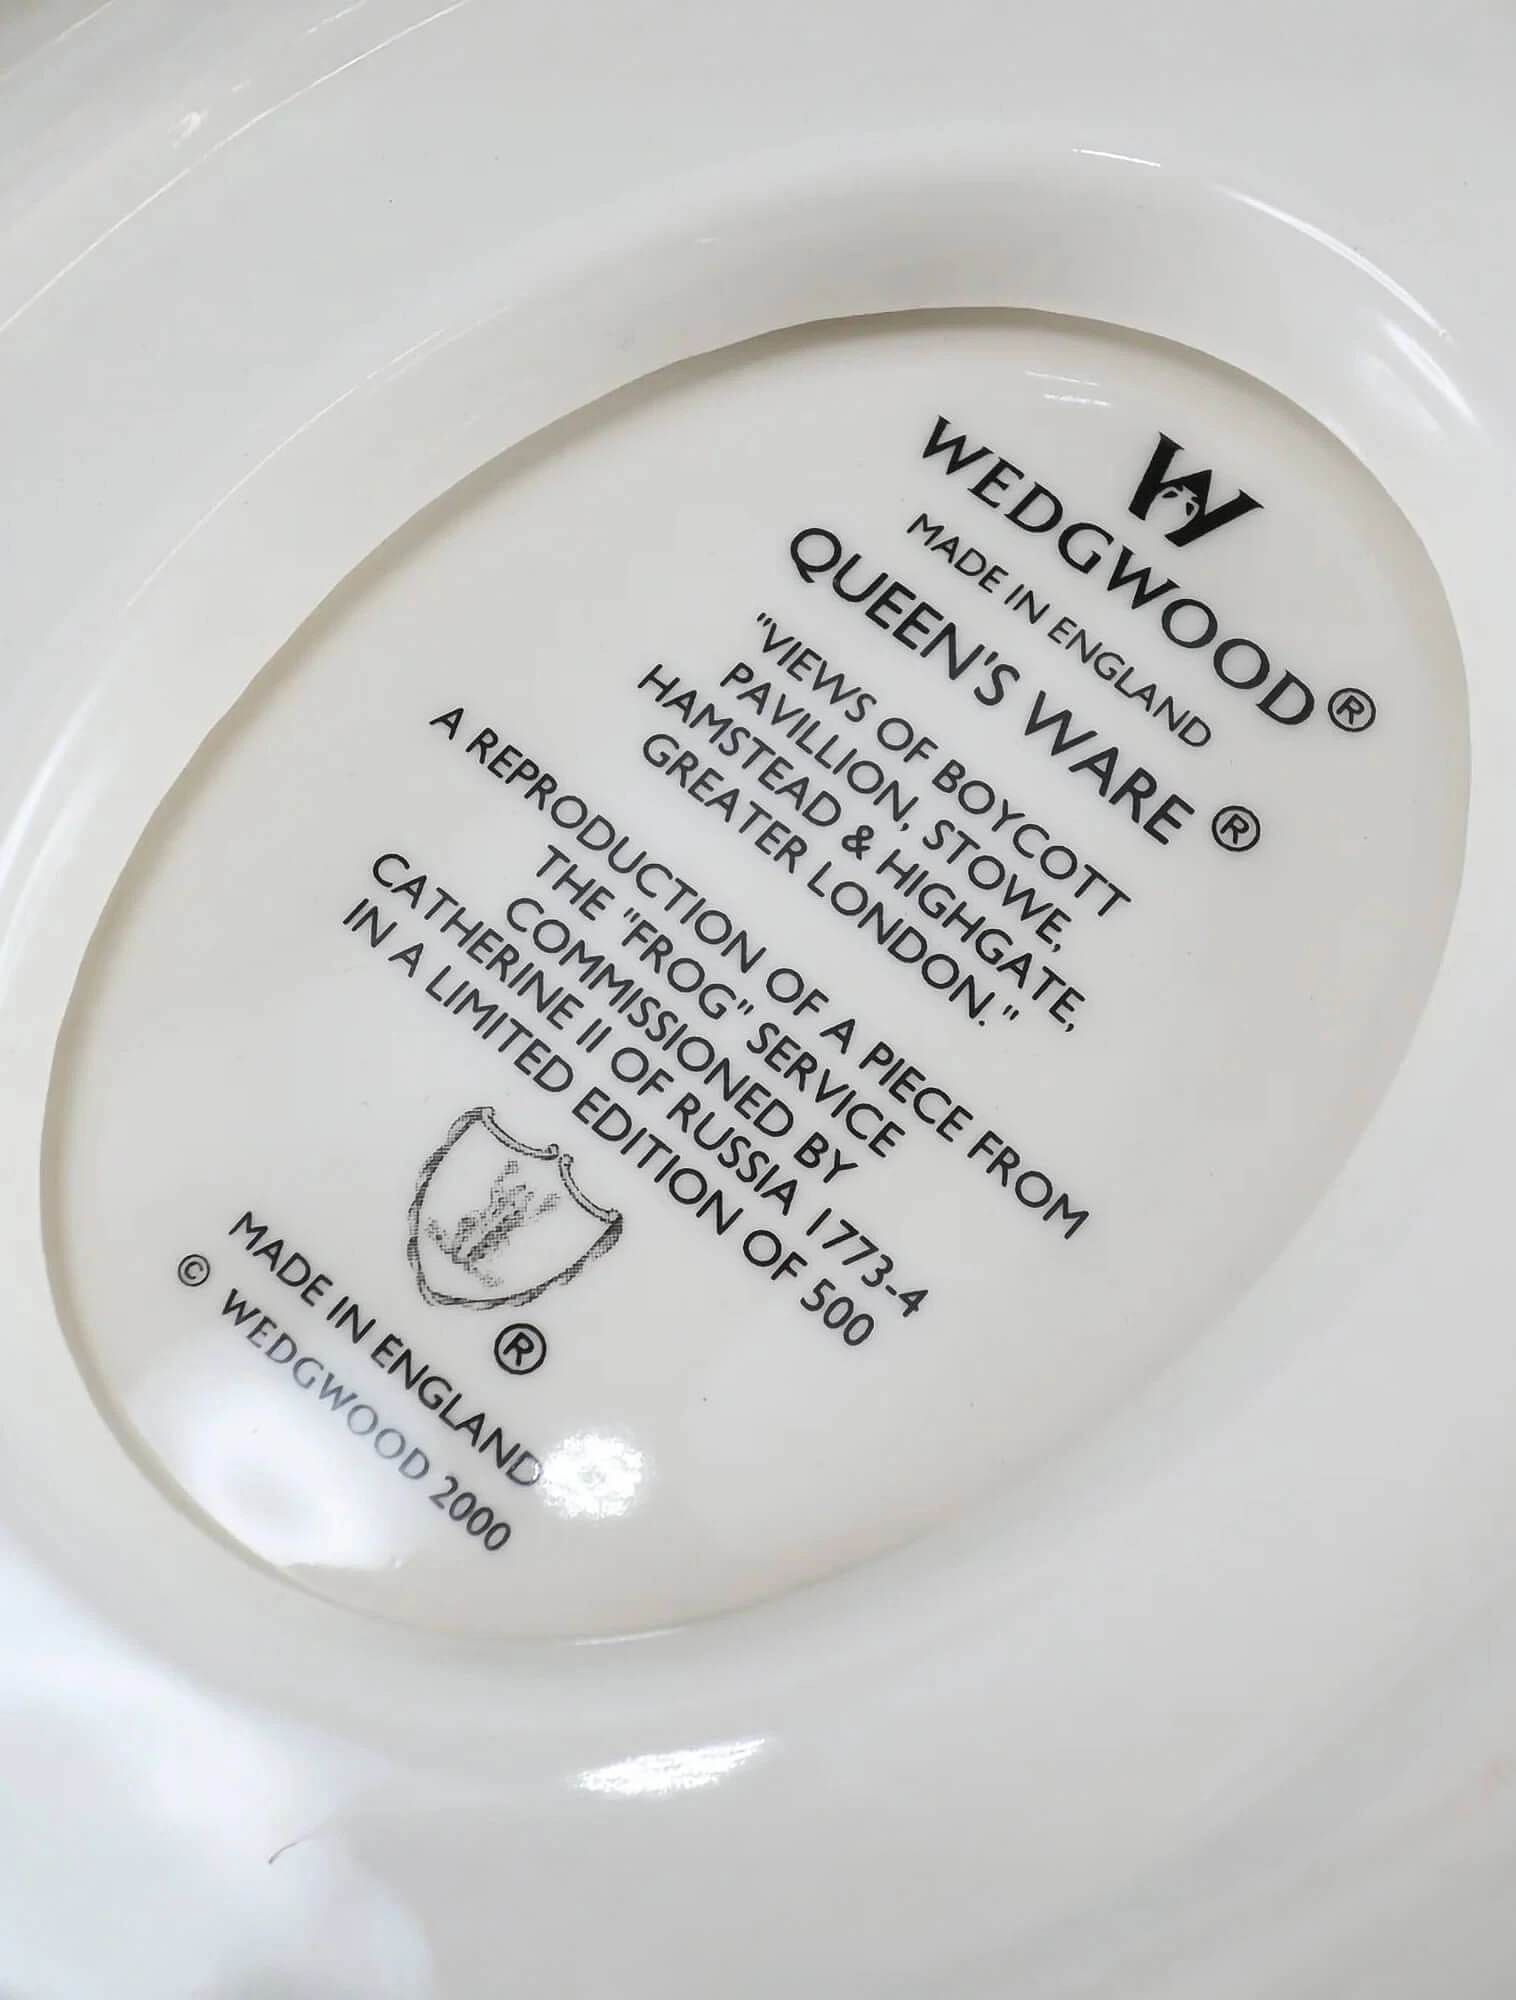 WEDGWOOD®
MADE IN ENGLAND
QUEEN'S WARE ®
"VIEWS OF BOYCOTT
PAVILLION, STOWE,
HAMSTEAD & HIGHGATE,
GREATER LONDON."
A REPRODUCTION OF A PIECE FROM
THE "FROG" SERVICE
COMMISSIONED BY
CATHERINE II OF RUSSIA 1773-4
IN A LIMITED EDITION OF 500
®
MADE IN ENGLAND
© WEDGWOOD 2000